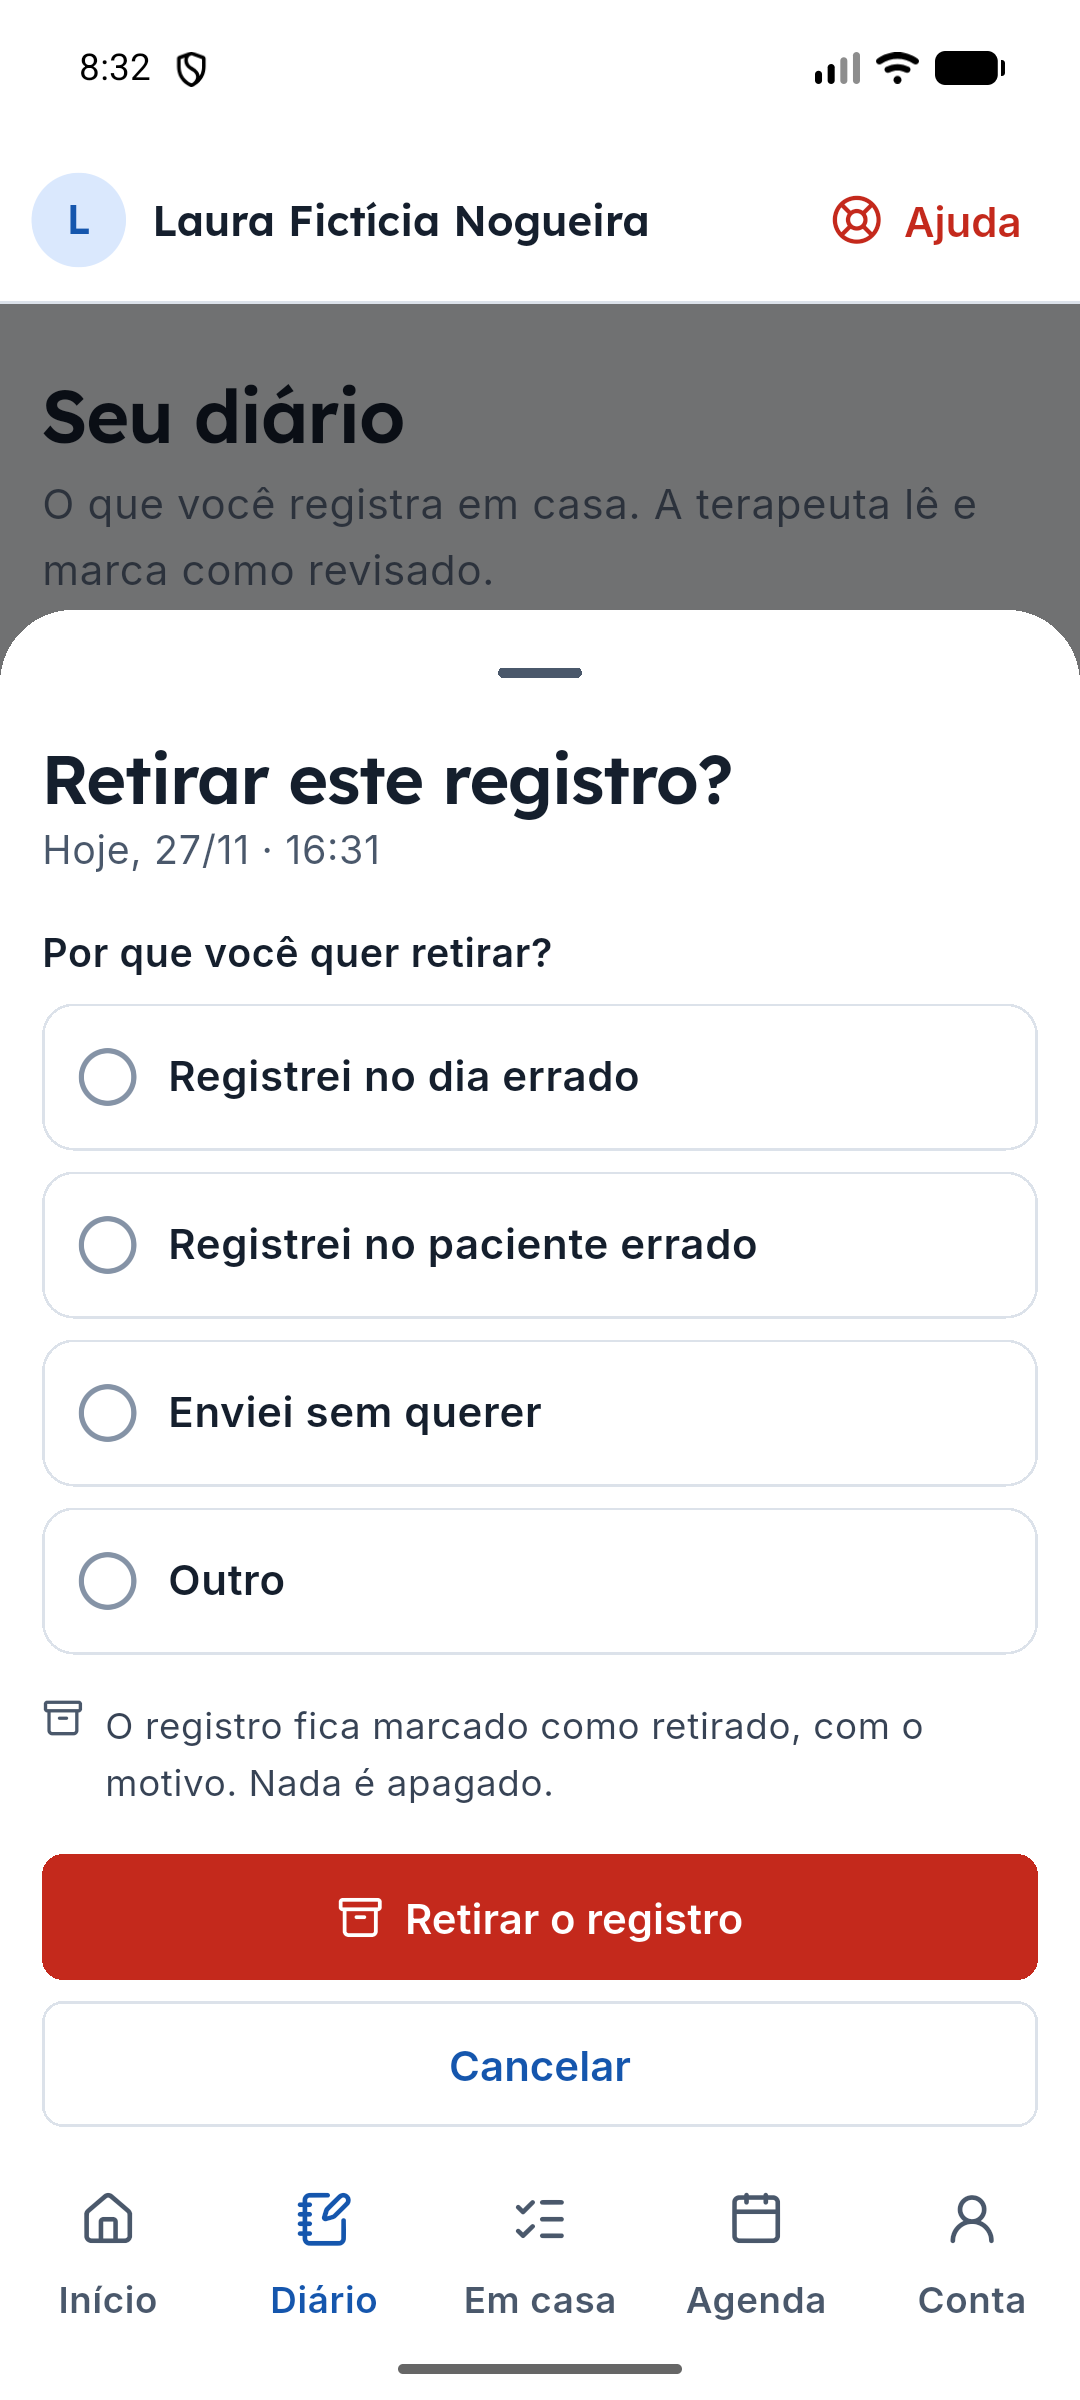 8:32
L
Laura Fictícia Nogueira
Ajuda
Seu diário
O que você registra em casa. A terapeuta lê e
marca como revisado.
Retirar este registro?
Hoje, 27/11 · 16:31
Por que você quer retirar?
Registrei no dia errado
Registrei no paciente errado
Enviei sem querer
Outro
O registro fica marcado como retirado, com o
motivo. Nada é apagado.
Retirar o registro
Cancelar
Início
Diário
Em casa
Agenda
Conta